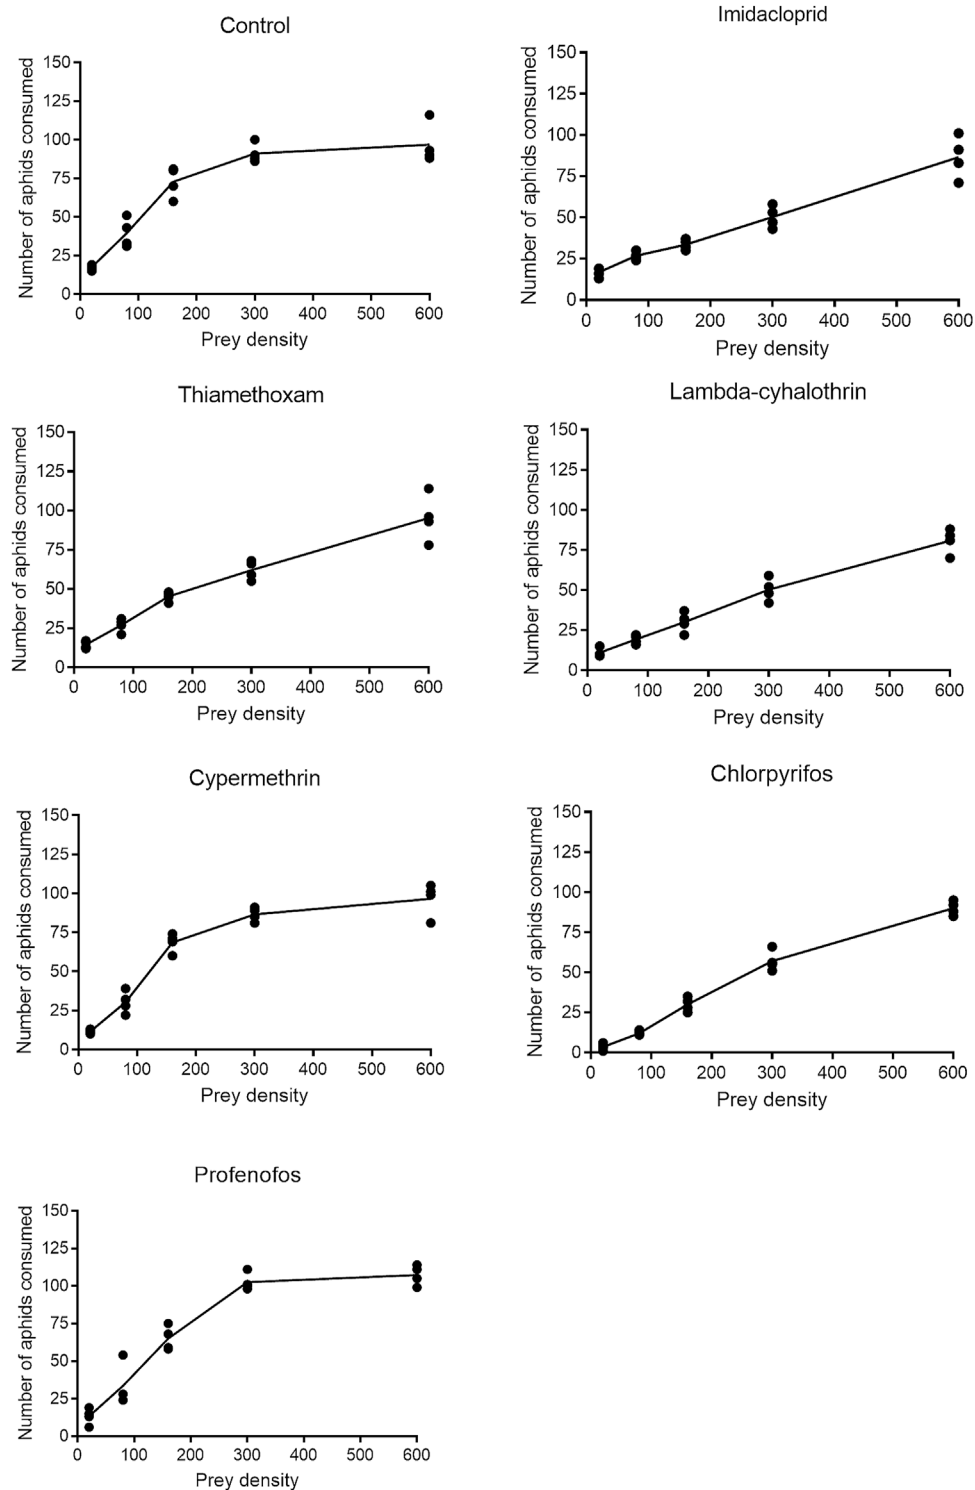 Control
Number of aphids consumed
150
125
100
75
50
25
0
0 100 200 300 400 500 600
Prey density
Imidacloprid
Number of aphids consumed
150
125
100
75
50
25
0
0 100 200 300 400 500 600
Prey density
Thiamethoxam
Number of aphids consumed
150
125
100
75
50
25
0
0 100 200 300 400 500 600
Prey density
Lambda-cyhalothrin
Number of aphids consumed
150
125
100
75
50
25
0
0 100 200 300 400 500 600
Prey density
Cypermethrin
Number of aphids consumed
150
125
100
75
50
25
0
0 100 200 300 400 500 600
Prey density
Chlorpyrifos
Number of aphids consumed
150
125
100
75
50
25
0
0 100 200 300 400 500 600
Prey density
Profenofos
Number of aphids consumed
150
125
100
75
50
25
0
0 100 200 300 400 500 600
Prey density